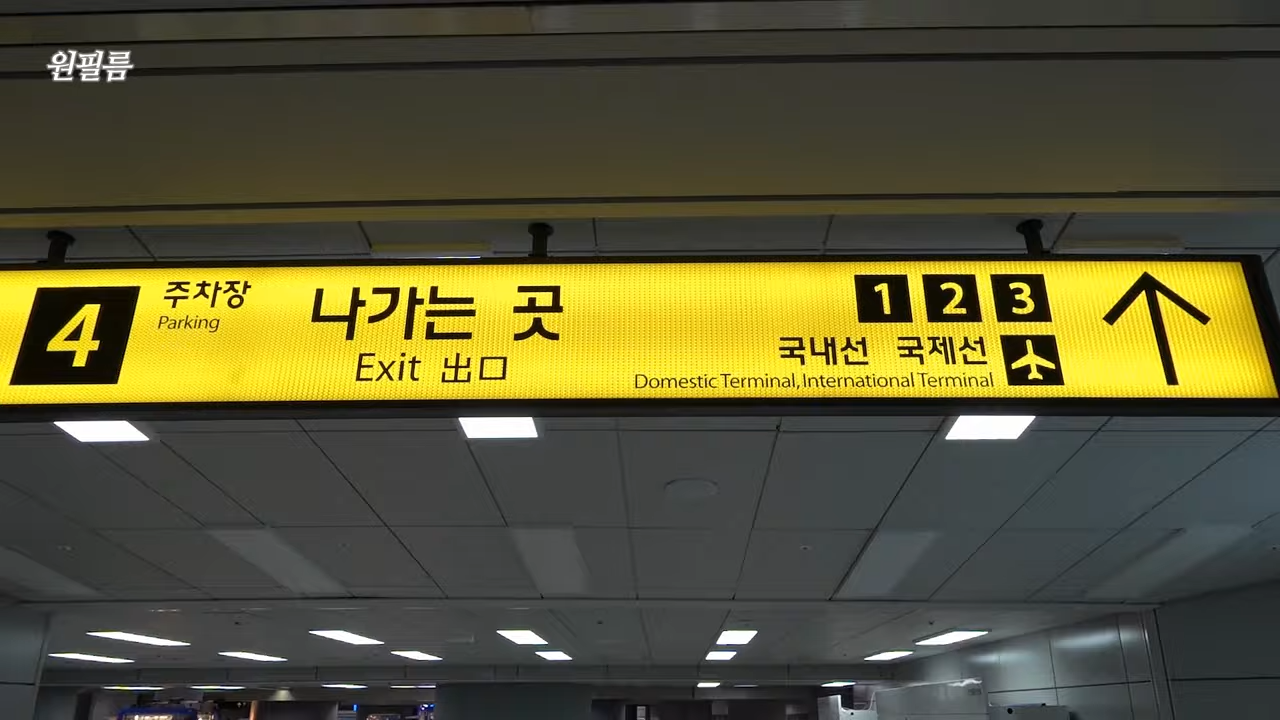 원필름
4 주차장
Parking
나가는 곳
Exit 出口
1 2 3
국내선 국제선
Domestic Terminal, International Terminal